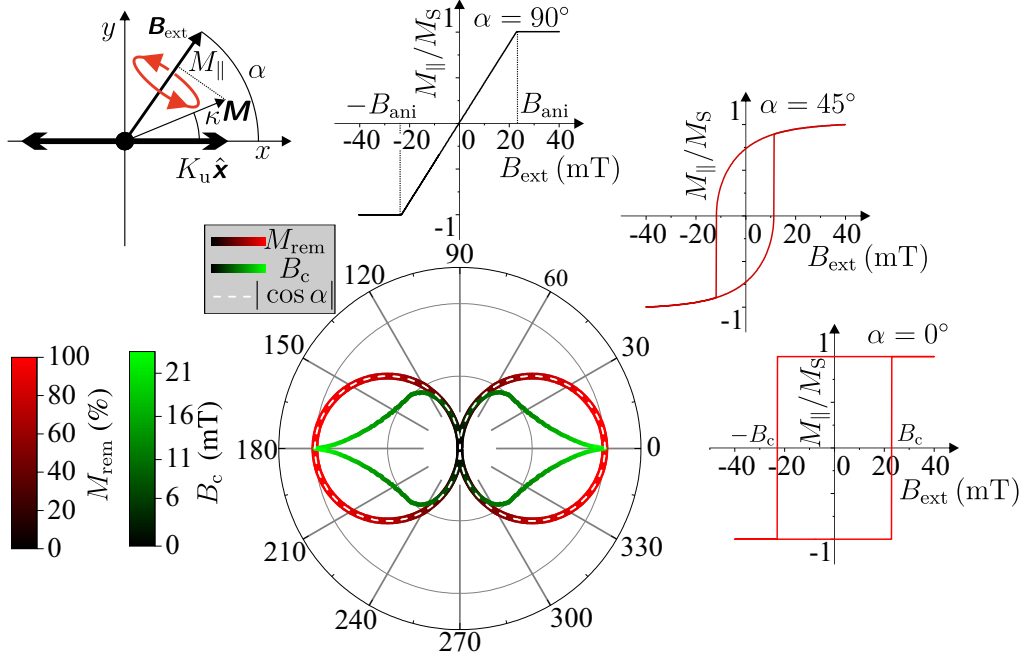 y
B_ext
M_∥
α
κ
M
x
K_u x̂
M_∥/M_S
α = 90°
1
−B_ani
B_ani
-40 -20 0 20 40
B_ext (mT)
-1
M_∥/M_S
α = 45°
1
-40 -20 0 20 40
B_ext (mT)
-1
M_rem
B_c
|cos α|
90
120
60
150
30
180
0
210
330
240
300
270
100
80
60
40
20
0
M_rem (%)
21
16
11
6
0
B_c (mT)
M_∥/M_S
α = 0°
1
−B_c
B_c
-40 -20 0 20 40
B_ext (mT)
-1